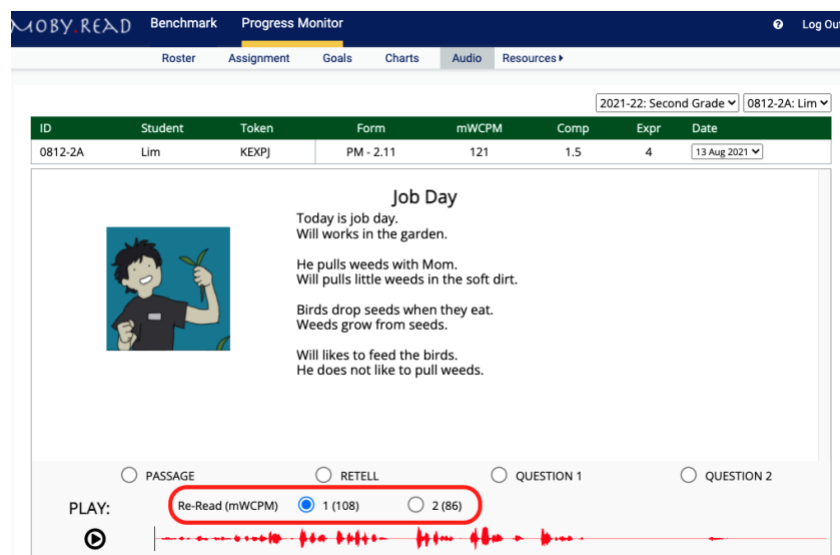 MOBY.READ Benchmark Progress Monitor Log Out
Roster Assignment Goals Charts Audio Resources
2021-22: Second Grade 0812-2A: Lim
ID Student Token Form mWCPM Comp Expr Date
0812-2A Lim KEXPJ PM - 2.11 121 1.5 4 13 Aug 2021
Job Day
Today is job day.
Will works in the garden.
He pulls weeds with Mom.
Will pulls little weeds in the soft dirt.
Birds drop seeds when they eat.
Weeds grow from seeds.
Will likes to feed the birds.
He does not like to pull weeds.
PASSAGE RETELL QUESTION 1 QUESTION 2
PLAY: Re-Read (mWCPM) 1 (108) 2 (86)